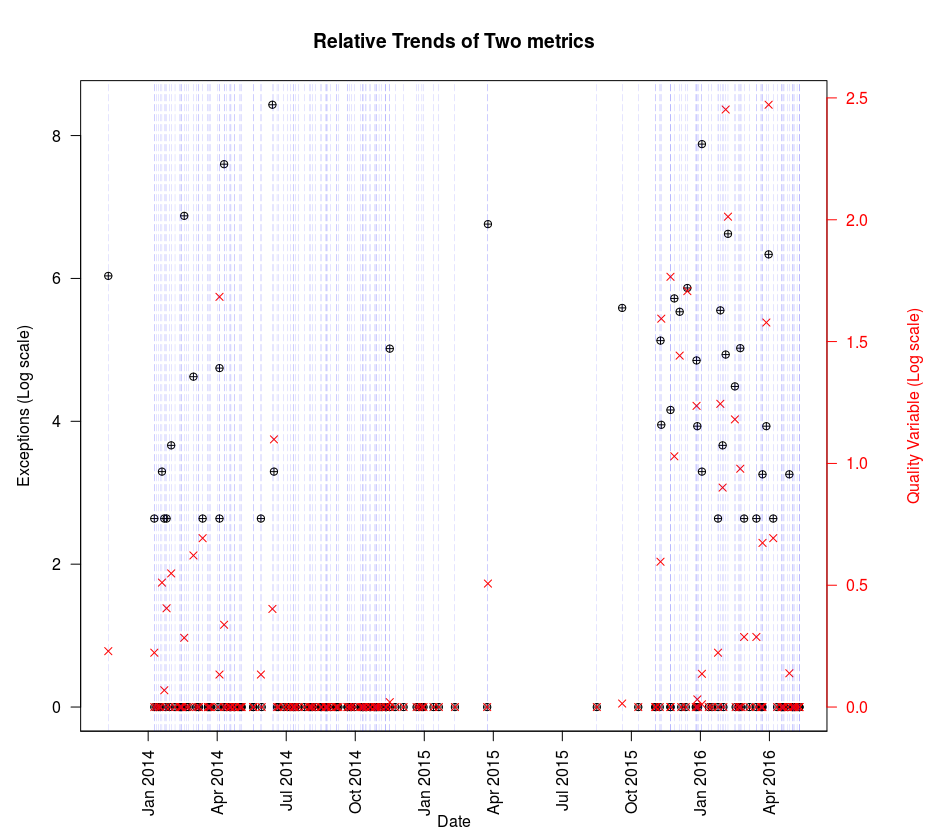 Relative Trends of Two metrics
Exceptions (Log scale)
8
6
4
2
0
2.5
2.0
1.5
1.0
0.5
0.0
Quality Variable (Log scale)
Jan 2014
Apr 2014
Jul 2014
Oct 2014
Jan 2015
Apr 2015
Jul 2015
Oct 2015
Jan 2016
Apr 2016
Date